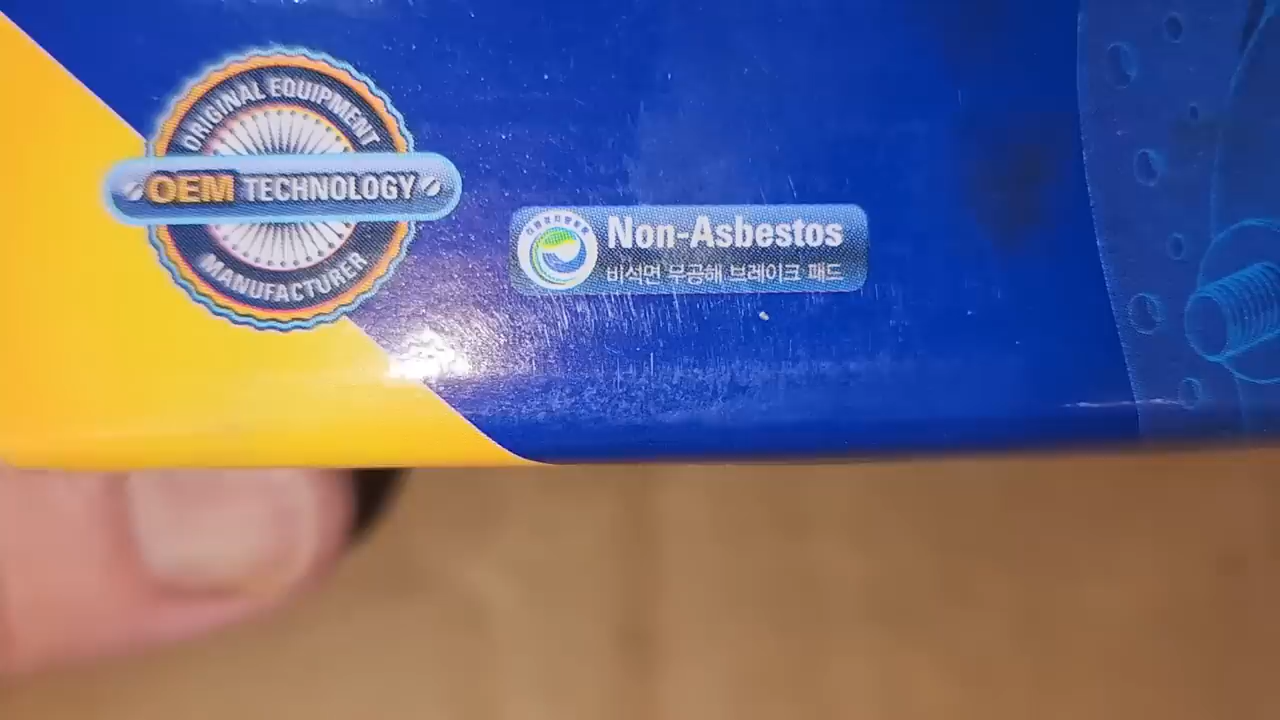 ORIGINAL EQUIPMENT
OEM TECHNOLOGY
MANUFACTURER
Non-Asbestos
비석면 무공해 브레이크 패드